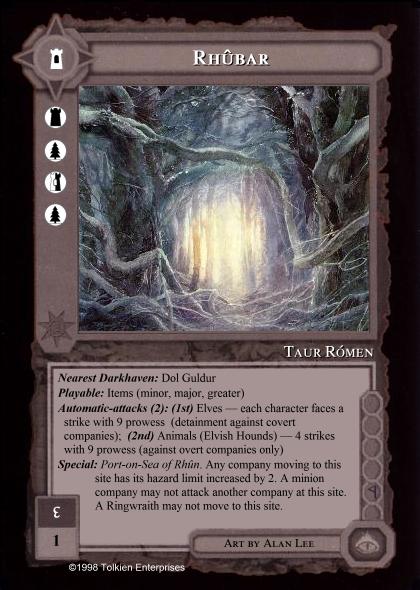 RHÛBAR
TAUR RÓMEN
Nearest Darkhaven: Dol Guldur
Playable: Items (minor, major, greater)
Automatic-attacks (2): (1st) Elves — each character faces a
strike with 9 prowess (detainment against covert
companies); (2nd) Animals (Elvish Hounds) — 4 strikes
with 9 prowess (against overt companies only)
Special: Port-on-Sea of Rhûn. Any company moving to this
site has its hazard limit increased by 2. A minion
company may not attack another company at this site.
A Ringwraith may not move to this site.
ε
1
ART BY ALAN LEE
©1998 Tolkien Enterprises